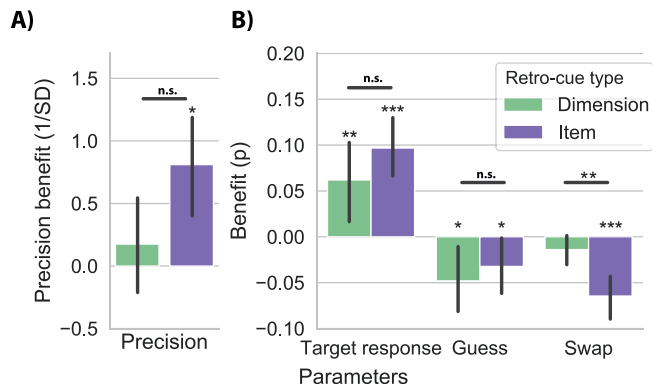 A)
Precision benefit (1/SD)
1.5
1.0
0.5
0.0
−0.5
n.s.
*
Precision
B)
Benefit (p)
0.20
0.15
0.10
0.05
0.00
−0.05
−0.10
n.s.
**
***
n.s.
*
*
**
***
Retro-cue type
Dimension
Item
Target response
Guess
Swap
Parameters